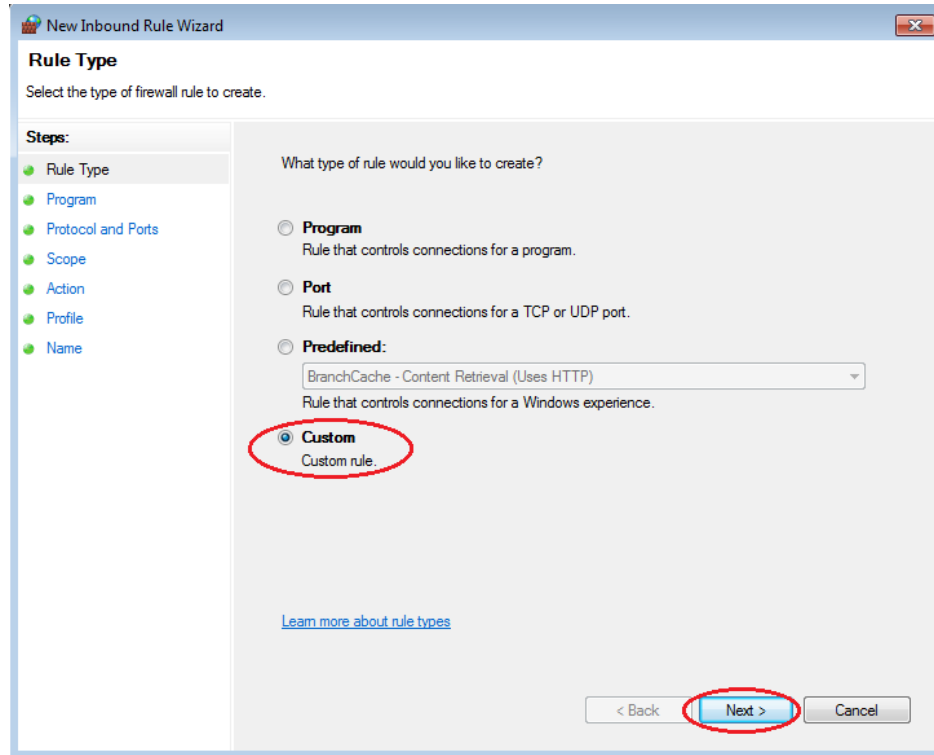 New Inbound Rule Wizard
Rule Type
Select the type of firewall rule to create.
Steps:
Rule Type
Program
Protocol and Ports
Scope
Action
Profile
Name
What type of rule would you like to create?
Program
Rule that controls connections for a program.
Port
Rule that controls connections for a TCP or UDP port.
Predefined:
BranchCache - Content Retrieval (Uses HTTP)
Rule that controls connections for a Windows experience.
Custom
Custom rule.
Learn more about rule types
< Back Next > Cancel